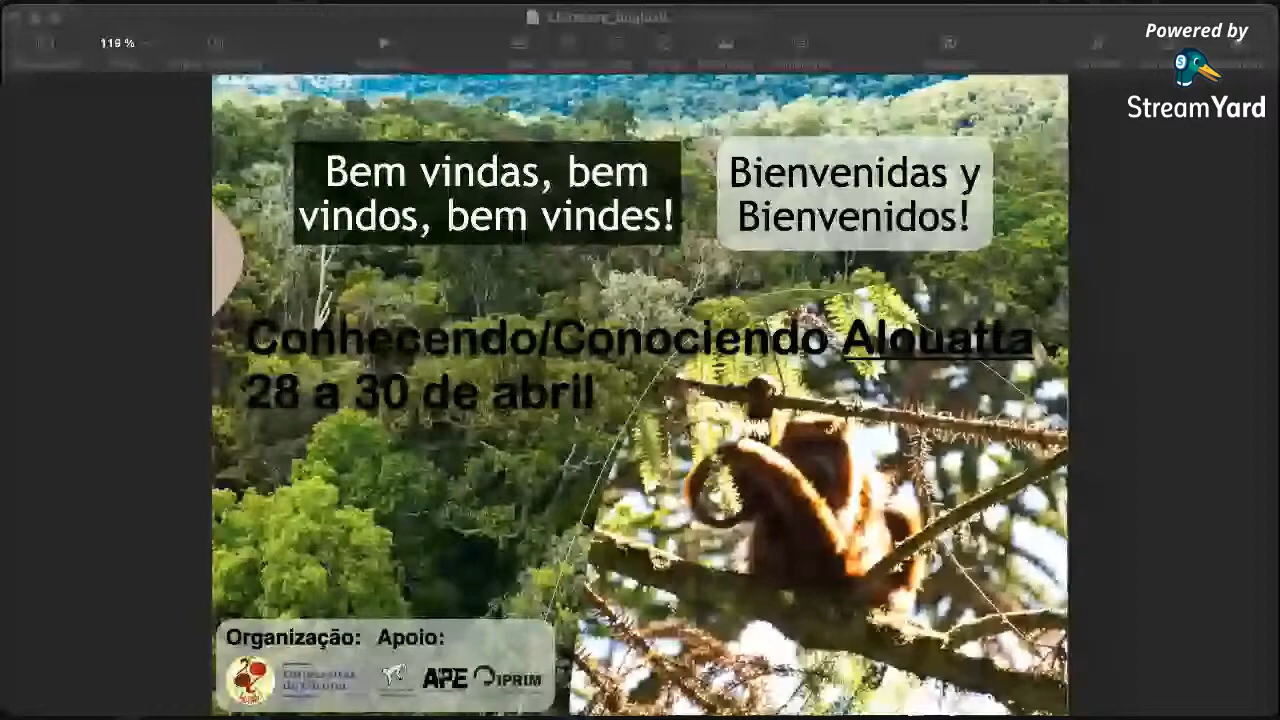 119 %
Powered by
StreamYard
Bem vindas, bem
vindos, bem vindes!
Bienvenidas y
Bienvenidos!
Conhecendo/Conociendo Alouatta
28 a 30 de abril
Organização: Apoio:
APE
IPRIM